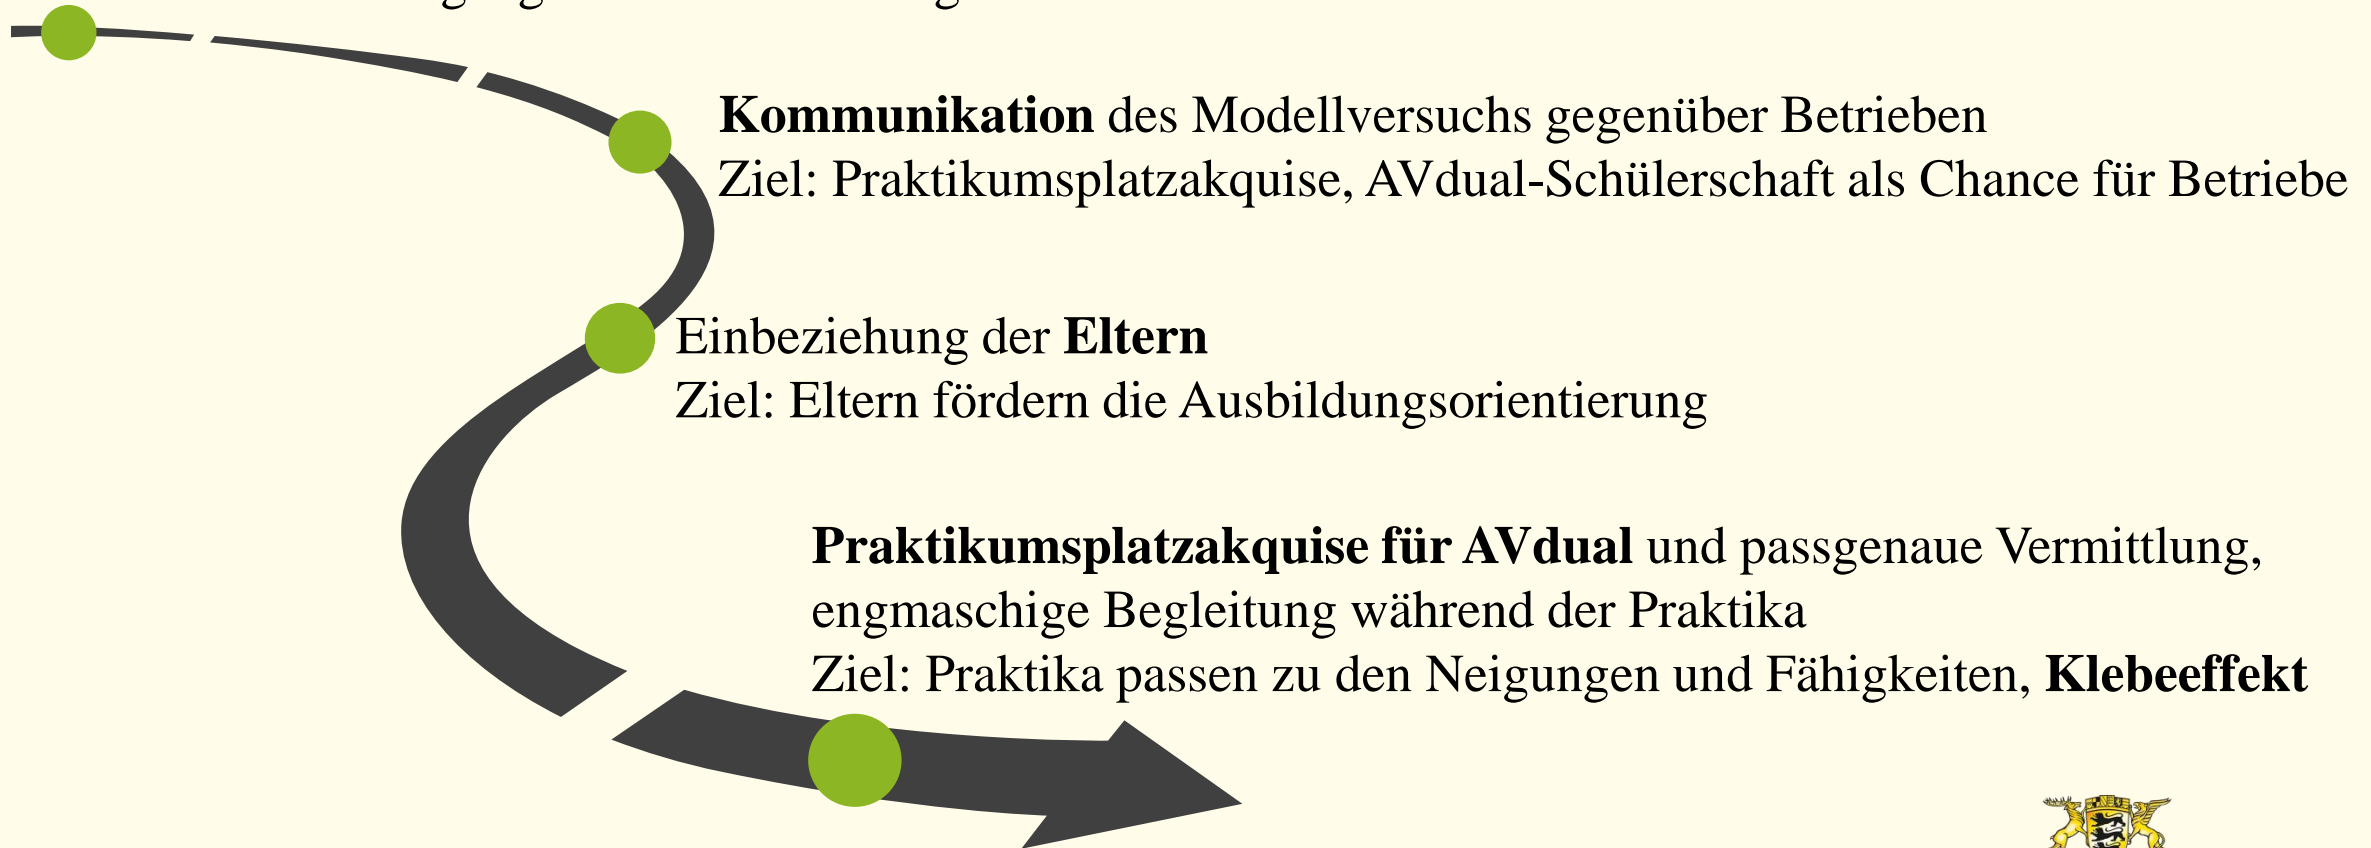 Kommunikation des Modellversuchs gegenüber Betrieben
Ziel: Praktikumsplatzakquise, AVdual-Schülerschaft als Chance für Betriebe
Einbeziehung der Eltern
Ziel: Eltern fördern die Ausbildungsorientierung
Praktikumsplatzakquise für AVdual und passgenaue Vermittlung,
engmaschige Begleitung während der Praktika
Ziel: Praktika passen zu den Neigungen und Fähigkeiten, Klebeeffekt